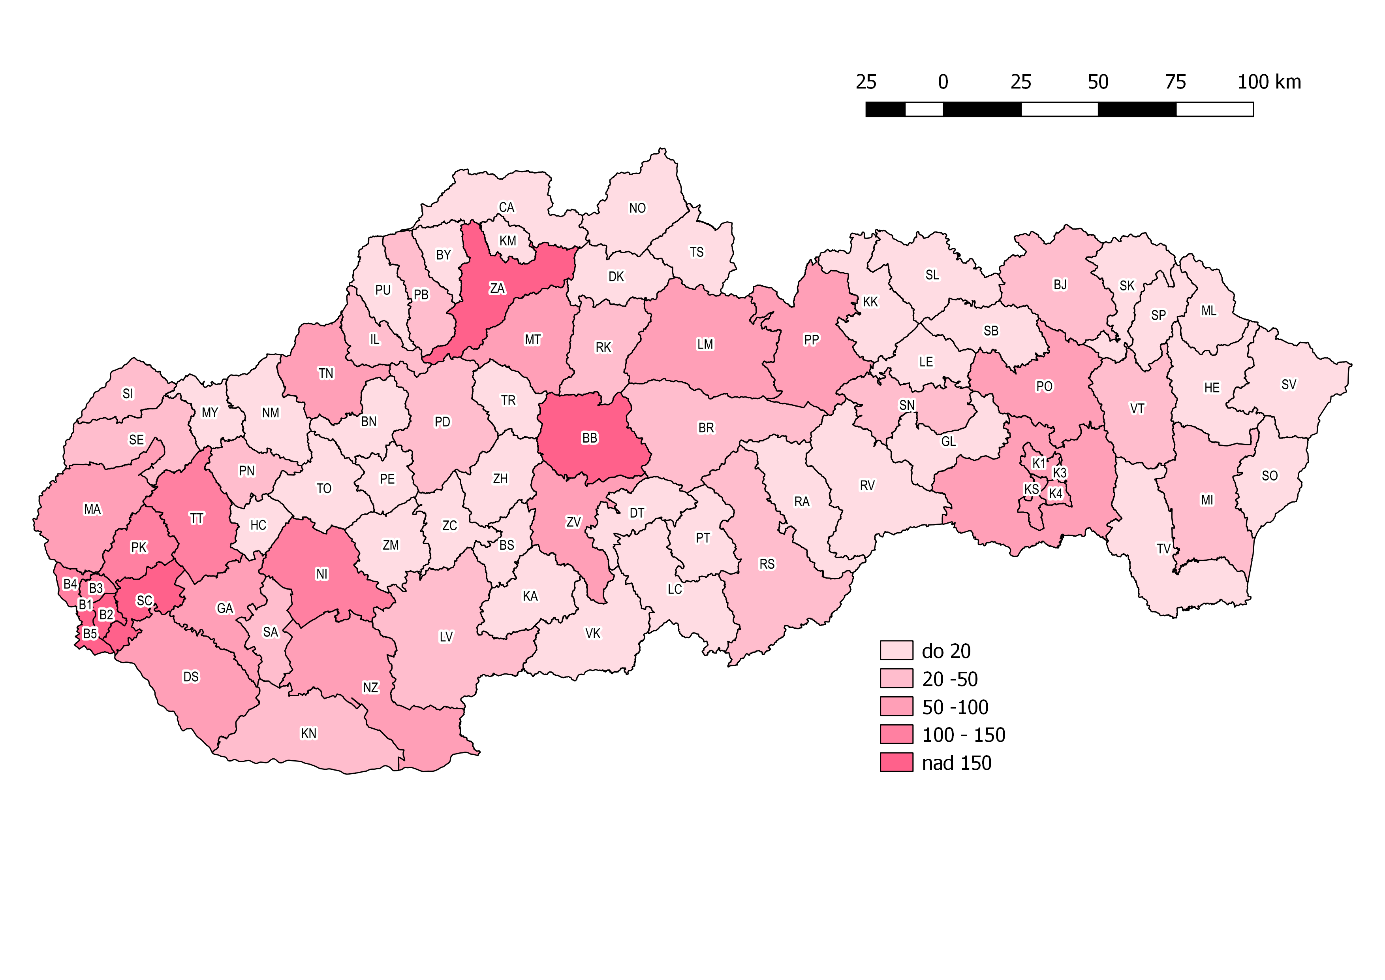 25 0 25 50 75 100 km
CA
NO
KM
BY
TS
ZA
DK
PU
PB
KK
SL
BJ
SK
SP
ML
IL
MT
RK
LM
PP
SB
LE
TN
SI
MY
NM
BN
PD
TR
BB
BR
SN
PO
VT
HE
SV
SE
GL
PN
TO
PE
ZH
K1
K3
KS
K4
RV
RA
SO
MI
MA
TT
HC
ZC
ZV
DT
PT
PK
ZM
BS
TV
B4
B3
NI
RS
B1
SC
B2
GA
KA
LC
B5
SA
LV
VK
DS
NZ
KN
do 20
20 -50
50 -100
100 - 150
nad 150